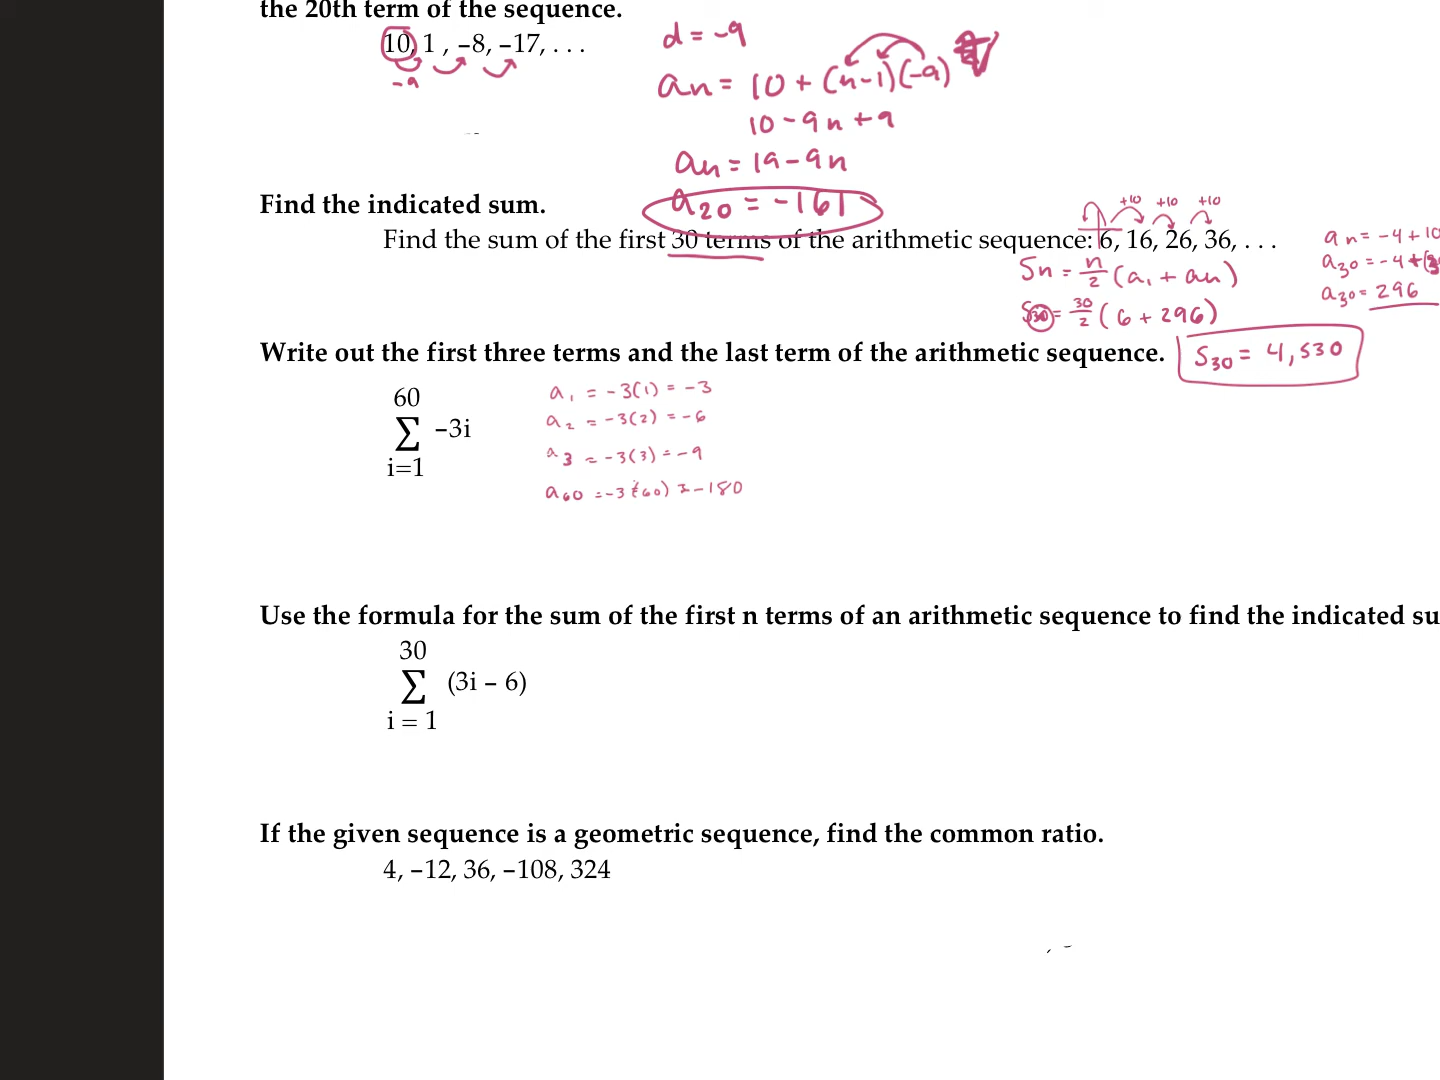 the 20th term of the sequence.
10, 1 , −8, −17, . . .
-9
d = -9
an = 10 + (n-1)(-9)
10 - 9n + 9
an = 19 - 9n
a20 = -161
Find the indicated sum.
+10 +10 +10
Find the sum of the first 30 terms of the arithmetic sequence: 6, 16, 26, 36, . . .
an = -4 + 10
a30 = -4 +
a30 = 296
Sn = n/2 (a1 + an)
S30 = 30/2 (6 + 296)
S30 = 4,530
Write out the first three terms and the last term of the arithmetic sequence.
60
∑ −3i
i=1
a1 = -3(1) = -3
a2 = -3(2) = -6
a3 = -3(3) = -9
a60 = -3(60) = -180
Use the formula for the sum of the first n terms of an arithmetic sequence to find the indicated su
30
∑ (3i − 6)
i = 1
If the given sequence is a geometric sequence, find the common ratio.
4, −12, 36, −108, 324